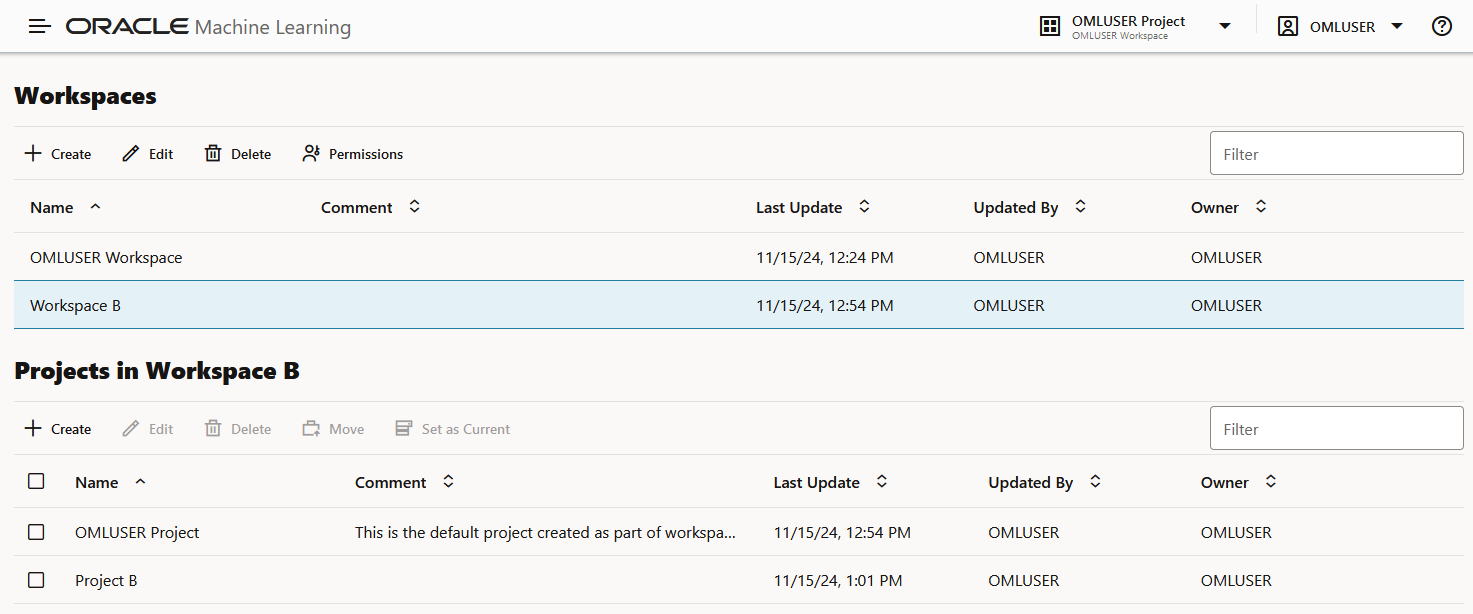 ORACLE Machine Learning
OMLUSER Project
OMLUSER Workspace
OMLUSER
?
Workspaces
Create Edit Delete Permissions Filter
Name Comment Last Update Updated By Owner
OMLUSER Workspace 11/15/24, 12:24 PM OMLUSER OMLUSER
Workspace B 11/15/24, 12:54 PM OMLUSER OMLUSER
Projects in Workspace B
Create Edit Delete Move Set as Current Filter
Name Comment Last Update Updated By Owner
OMLUSER Project This is the default project created as part of workspa... 11/15/24, 12:54 PM OMLUSER OMLUSER
Project B 11/15/24, 1:01 PM OMLUSER OMLUSER